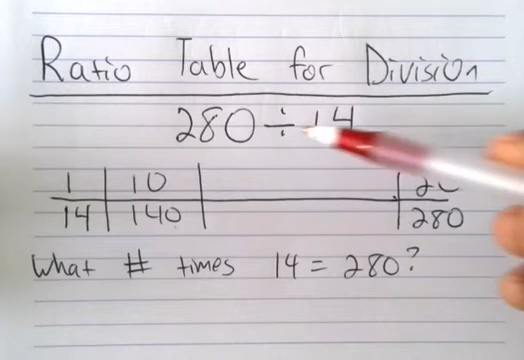 Ratio Table for Division
280 ÷ 14
1 10
14 140 280
What # times 14 = 280?